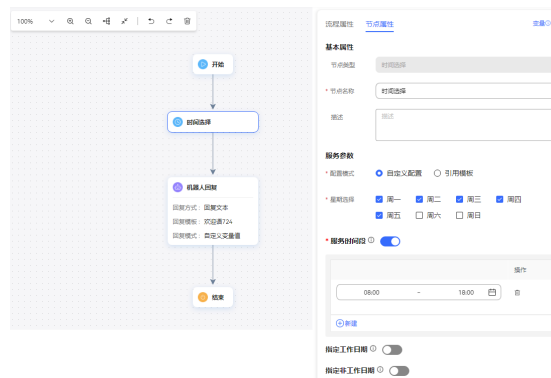 100%
开始
时间选择
机器人回复
回复方式： 回复文本
回复模板： 欢迎语724
回复模式： 自定义变量值
结束
流程属性 节点属性 变量
基本属性
节点类型 时间选择
* 节点名称 时间选择
描述 描述
服务参数
* 配置模式 自定义配置 引用模板
* 星期选择 周一 周二 周三 周四
周五 周六 周日
* 服务时间段
操作
08:00 - 18:00
新建
指定工作日期
指定非工作日期